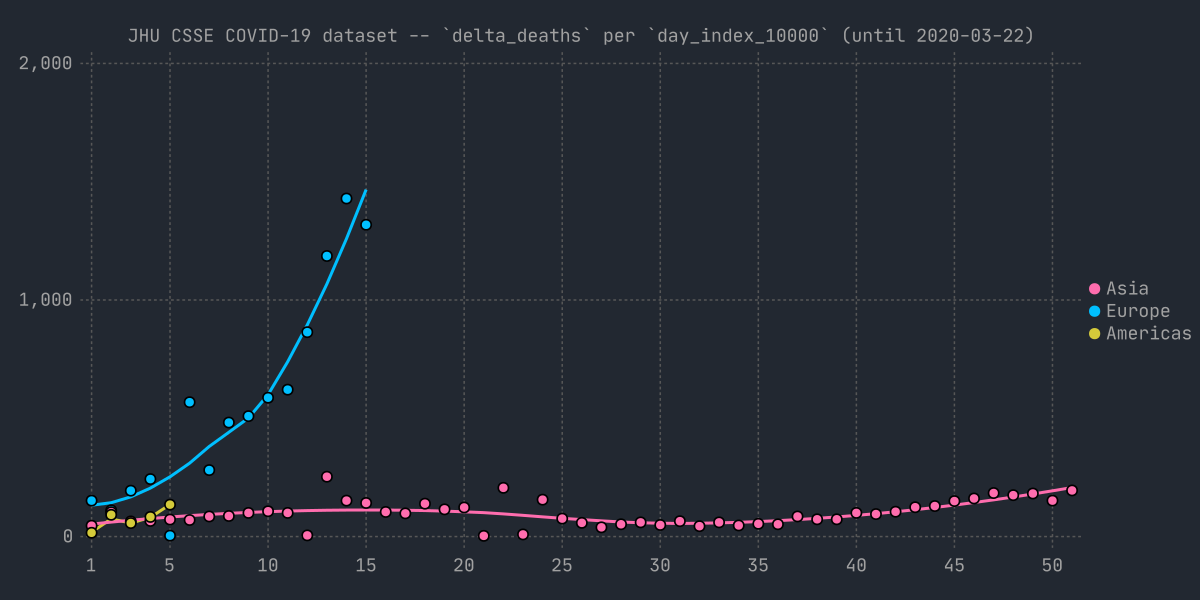 JHU CSSE COVID-19 dataset -- `delta_deaths` per `day_index_10000` (until 2020-03-22)
2,000
1,000
0
1 5 10 15 20 25 30 35 40 45 50
Asia
Europe
Americas